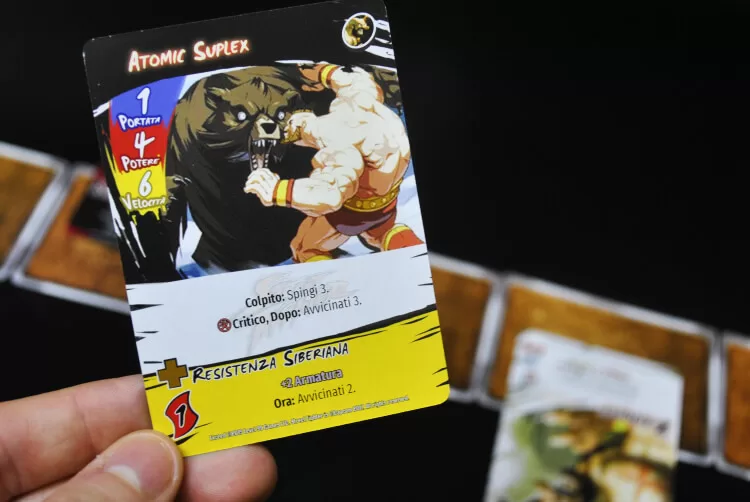 ATOMIC SUPLEX
1
PORTATA
4
POTERE
6
VELOCITÀ
Colpito: Spingi 3.
Critico, Dopo: Avvicinati 3.
RESISTENZA SIBERIANA
+2 Armatura
Ora: Avvicinati 2.
1